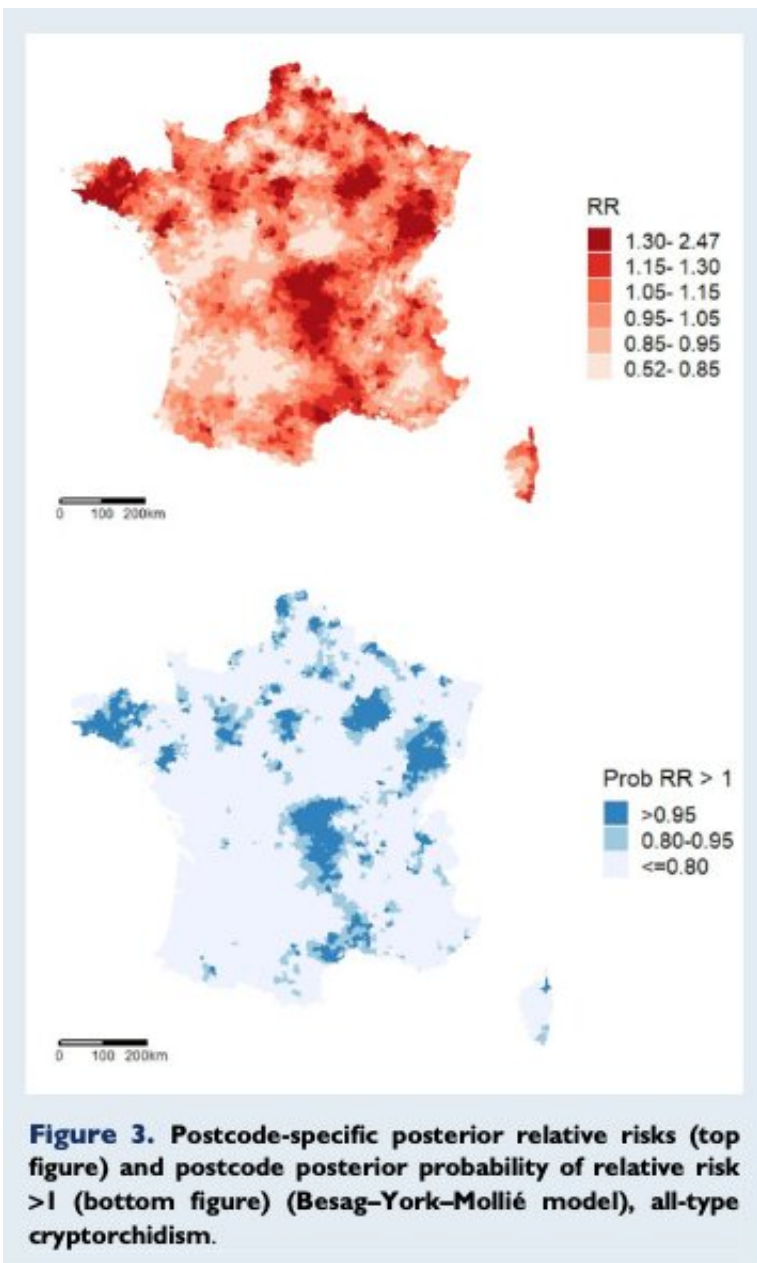 RR
1.30- 2.47
1.15- 1.30
1.05- 1.15
0.95- 1.05
0.85- 0.95
0.52- 0.85
0 100 200km
Prob RR > 1
>0.95
0.80-0.95
<=0.80
0 100 200km
Figure 3. Postcode-specific posterior relative risks (top
figure) and postcode posterior probability of relative risk
>1 (bottom figure) (Besag–York–Mollié model), all-type
cryptorchidism.